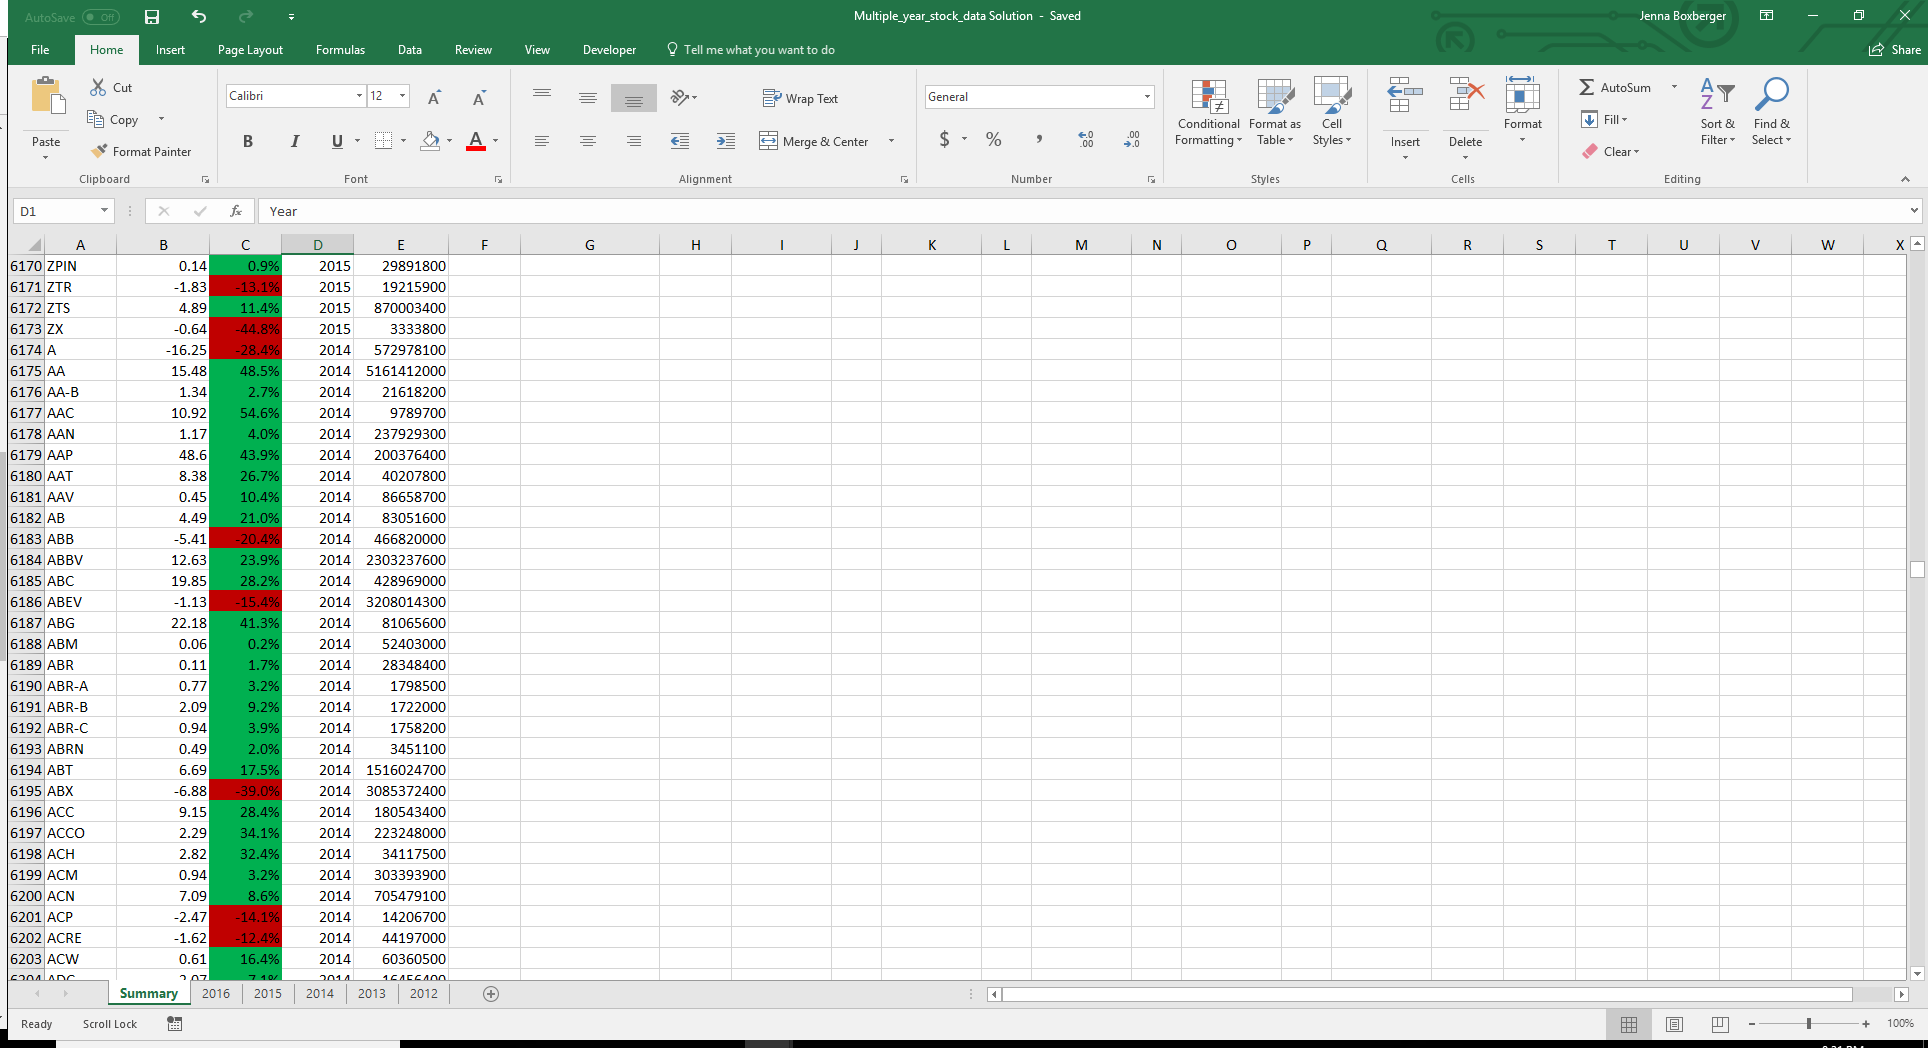 AutoSave Off Multiple_year_stock_data Solution - Saved Jenna Boxberger
File Home Insert Page Layout Formulas Data Review View Developer Tell me what you want to do Share
Paste Cut Copy Format Painter
Calibri 12
B I U A
Wrap Text
Merge & Center
General
$ % ,
Conditional Formatting Format as Table Cell Styles
Insert Delete Format
AutoSum Fill Clear
Sort & Filter Find & Select
Clipboard Font Alignment Number Styles Cells Editing
D1 fx Year
A B C D E F G H I J K L M N O P Q R S T U V W X
6170 ZPIN 0.14 0.9% 2015 29891800
6171 ZTR -1.83 -13.1% 2015 19215900
6172 ZTS 4.89 11.4% 2015 870003400
6173 ZX -0.64 -44.8% 2015 3333800
6174 A -16.25 -28.4% 2014 572978100
6175 AA 15.48 48.5% 2014 5161412000
6176 AA-B 1.34 2.7% 2014 21618200
6177 AAC 10.92 54.6% 2014 9789700
6178 AAN 1.17 4.0% 2014 237929300
6179 AAP 48.6 43.9% 2014 200376400
6180 AAT 8.38 26.7% 2014 40207800
6181 AAV 0.45 10.4% 2014 86658700
6182 AB 4.49 21.0% 2014 83051600
6183 ABB -5.41 -20.4% 2014 466820000
6184 ABBV 12.63 23.9% 2014 2303237600
6185 ABC 19.85 28.2% 2014 428969000
6186 ABEV -1.13 -15.4% 2014 3208014300
6187 ABG 22.18 41.3% 2014 81065600
6188 ABM 0.06 0.2% 2014 52403000
6189 ABR 0.11 1.7% 2014 28348400
6190 ABR-A 0.77 3.2% 2014 1798500
6191 ABR-B 2.09 9.2% 2014 1722000
6192 ABR-C 0.94 3.9% 2014 1758200
6193 ABRN 0.49 2.0% 2014 3451100
6194 ABT 6.69 17.5% 2014 1516024700
6195 ABX -6.88 -39.0% 2014 3085372400
6196 ACC 9.15 28.4% 2014 180543400
6197 ACCO 2.29 34.1% 2014 223248000
6198 ACH 2.82 32.4% 2014 34117500
6199 ACM 0.94 3.2% 2014 303393900
6200 ACN 7.09 8.6% 2014 705479100
6201 ACP -2.47 -14.1% 2014 14206700
6202 ACRE -1.62 -12.4% 2014 44197000
6203 ACW 0.61 16.4% 2014 60360500
Summary 2016 2015 2014 2013 2012
Ready Scroll Lock 100%